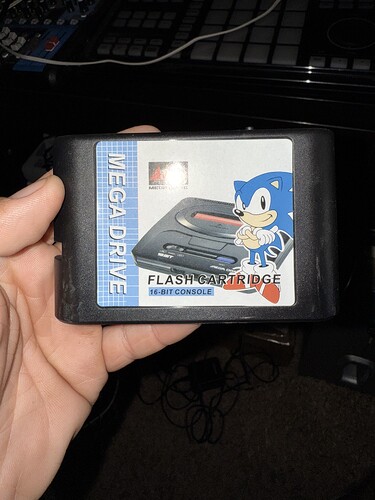 MEGA DRIVE
FLASH CARTRIDGE
16-BIT CONSOLE